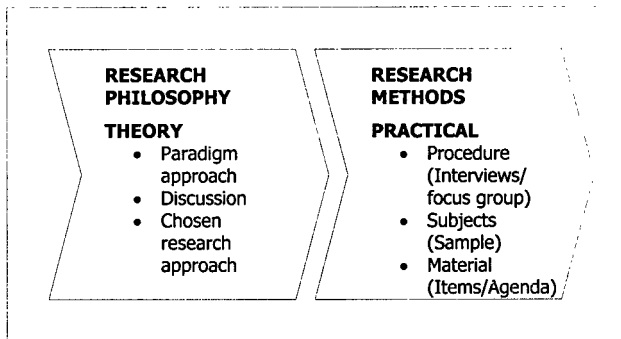 RESEARCH
PHILOSOPHY
THEORY
• Paradigm
approach
• Discussion
• Chosen
research
approach
RESEARCH
METHODS
PRACTICAL
• Procedure
(Interviews/
focus group)
• Subjects
(Sample)
• Material
(Items/Agenda)